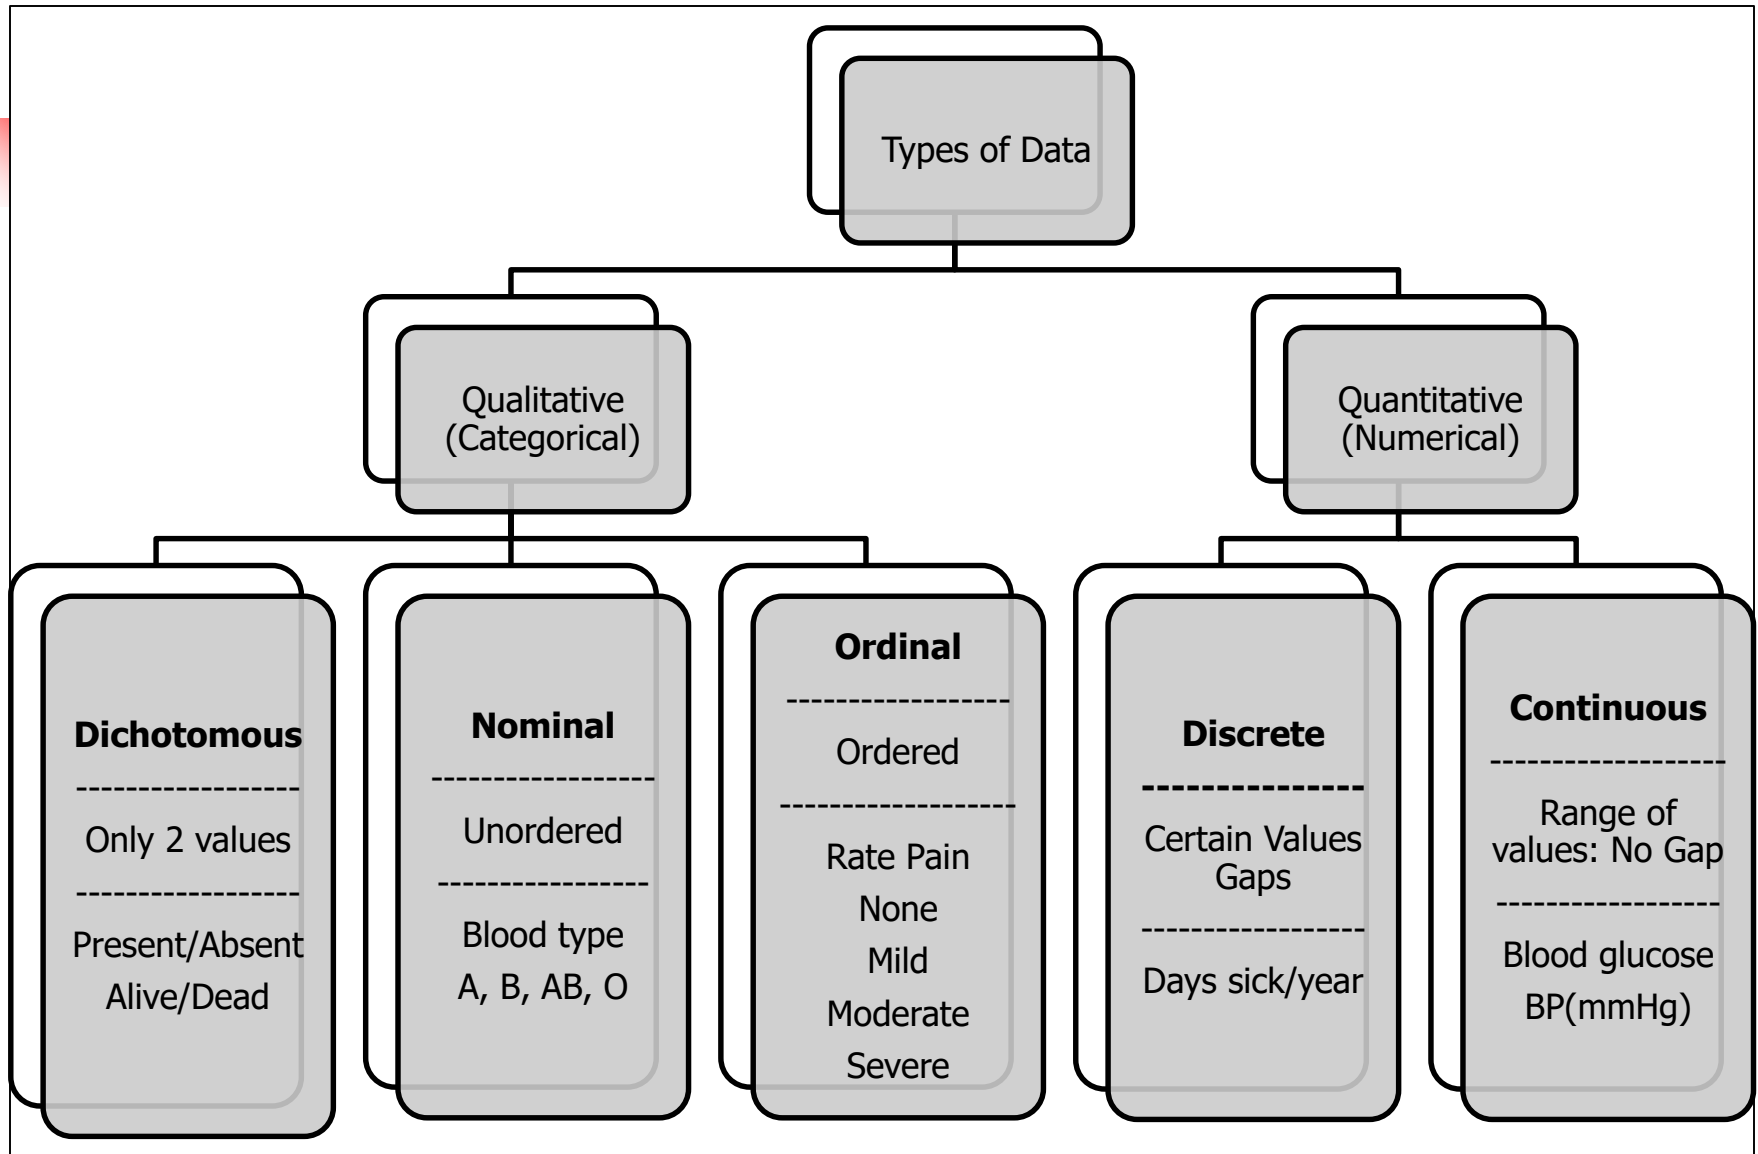 Types of Data
Qualitative
(Categorical)
Quantitative
(Numerical)
Dichotomous
--------------------
Only 2 values
--------------------
Present/Absent
Alive/Dead
Nominal
--------------------
Unordered
-------------------
Blood type
A, B, AB, O
Ordinal
--------------------
Ordered
---------------------
Rate Pain
None
Mild
Moderate
Severe
Discrete
--------------------
Certain Values
Gaps
--------------------
Days sick/year
Continuous
---------------------
Range of
values: No Gap
--------------------
Blood glucose
BP(mmHg)